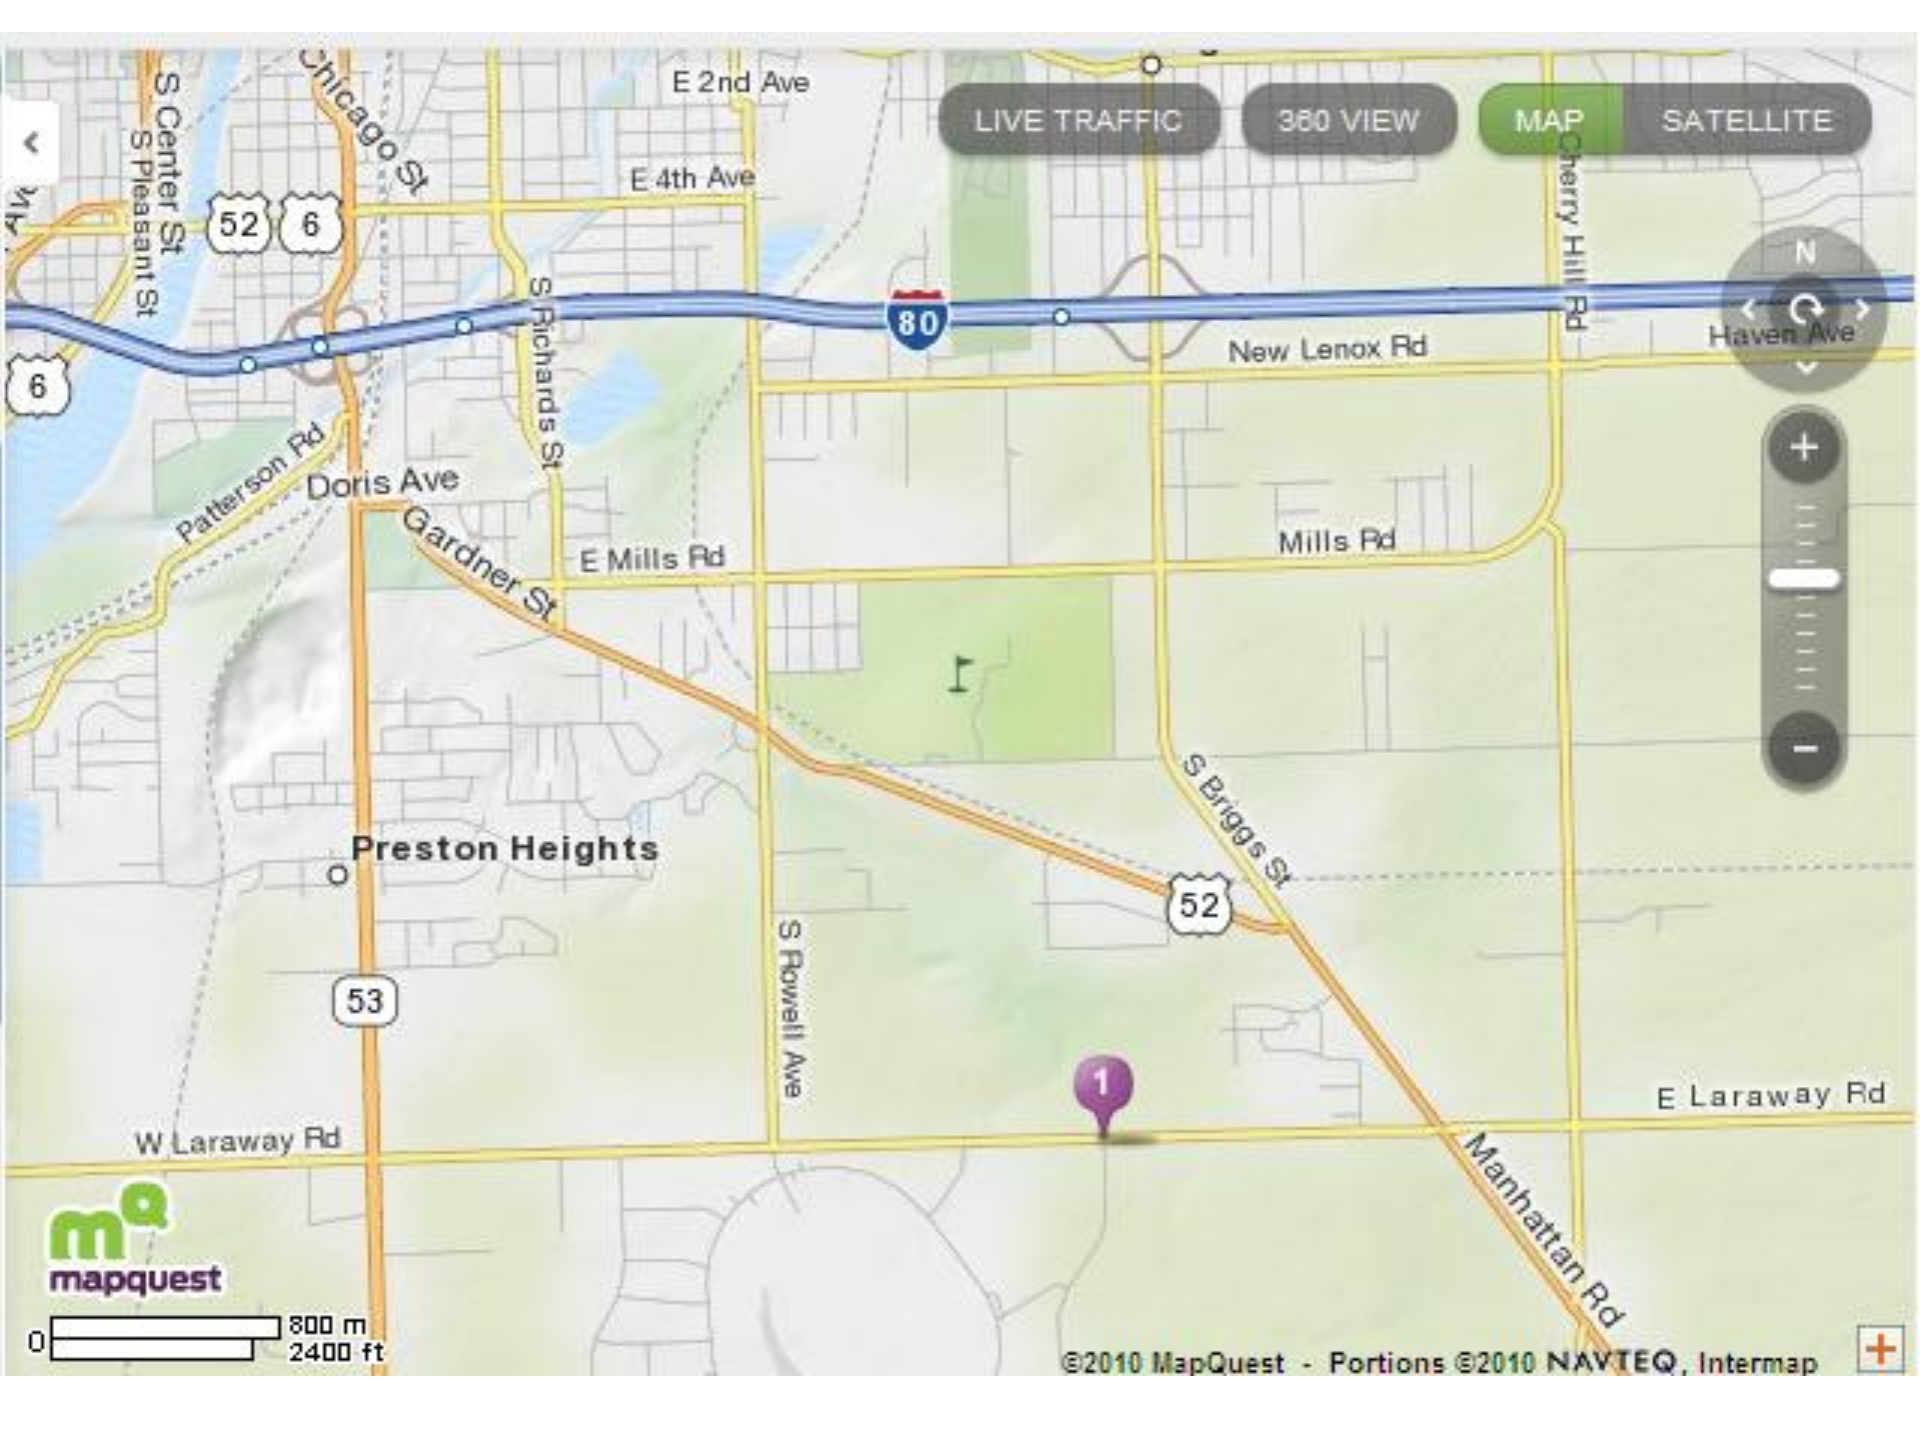 E 2nd Ave
Chicago St
S Center St
S Pleasant St
LIVE TRAFFIC
360 VIEW
MAP
SATELLITE
E 4th Ave
52
6
Cherry Hill Rd
N
S Richards St
80
New Lenox Rd
Haven Ave
6
Patterson Rd
Doris Ave
Gardner St
E Mills Rd
Mills Rd
S Briggs St
Preston Heights
52
S Rowell Ave
53
1
E Laraway Rd
W Laraway Rd
Manhattan Rd
mQ
mapquest
0
800 m
2400 ft
©2010 MapQuest - Portions ©2010 NAVTEQ, Intermap